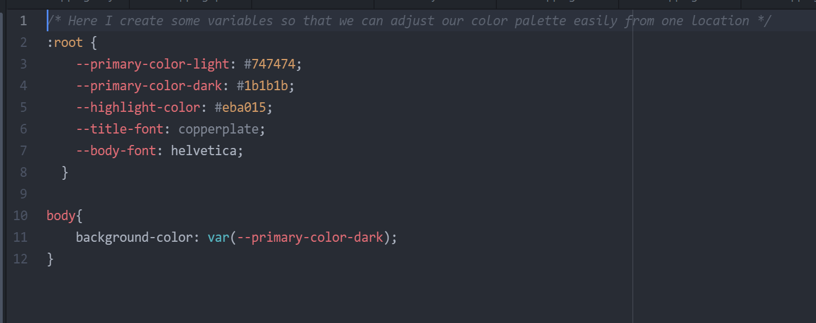 1 /* Here I create some variables so that we can adjust our color palette easily from one location */
2 :root {
3 --primary-color-light: #747474;
4 --primary-color-dark: #1b1b1b;
5 --highlight-color: #eba015;
6 --title-font: copperplate;
7 --body-font: helvetica;
8 }
9
10 body{
11 background-color: var(--primary-color-dark);
12 }